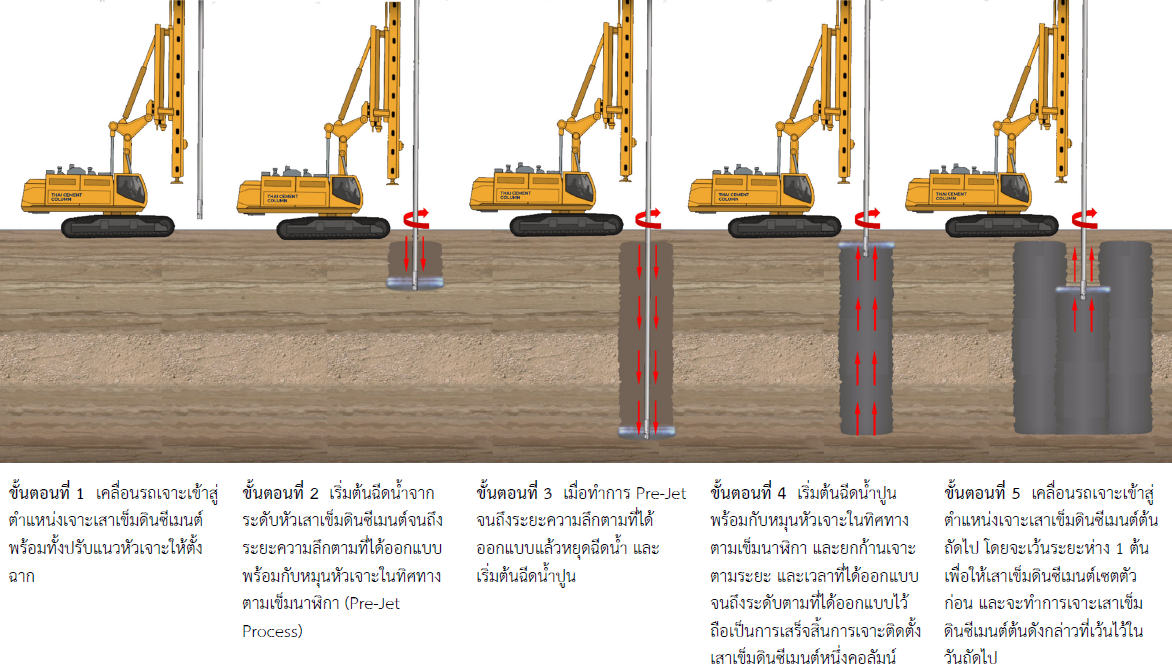 THAI CEMENT
COLUMN
THAI CEMENT
COLUMN
THAI CEMENT
COLUMN
THAI CEMENT
COLUMN
THAI CEMENT
COLUMN
ขั้นตอนที่ 1 เคลื่อนรถเจาะเข้าสู่
ตำแหน่งเจาะเสาเข็มดินซีเมนต์
พร้อมทั้งปรับแนวหัวเจาะให้ตั้ง
ฉาก
ขั้นตอนที่ 2 เริ่มต้นฉีดน้ำจาก
ระดับหัวเสาเข็มดินซีเมนต์จนถึง
ระยะความลึกตามที่ได้ออกแบบ
พร้อมกับหมุนหัวเจาะในทิศทาง
ตามเข็มนาฬิกา (Pre-Jet
Process)
ขั้นตอนที่ 3 เมื่อทำการ Pre-Jet
จนถึงระยะความลึกตามที่ได้
ออกแบบแล้วหยุดฉีดน้ำ และ
เริ่มต้นฉีดน้ำปูน
ขั้นตอนที่ 4 เริ่มต้นฉีดน้ำปูน
พร้อมกับหมุนหัวเจาะในทิศทาง
ตามเข็มนาฬิกา และยกก้านเจาะ
ตามระยะ และเวลาที่ได้ออกแบบ
จนถึงระดับตามที่ได้ออกแบบไว้
ถือเป็นการเสร็จสิ้นการเจาะติดตั้ง
เสาเข็มดินซีเมนต์หนึ่งคอลัมน์
ขั้นตอนที่ 5 เคลื่อนรถเจาะเข้าสู่
ตำแหน่งเจาะเสาเข็มดินซีเมนต์ต้น
ถัดไป โดยจะเว้นระยะห่าง 1 ต้น
เพื่อให้เสาเข็มดินซีเมนต์เซตตัว
ก่อน และจะทำการเจาะเสาเข็ม
ดินซีเมนต์ต้นดังกล่าวที่เว้นไว้ใน
วันถัดไป